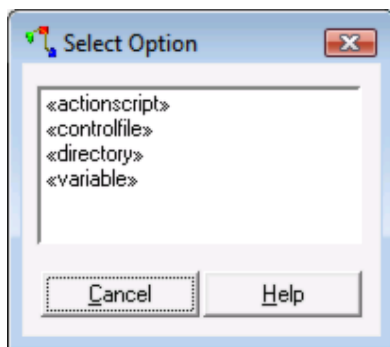 Select Option
«actionscript»
«controlfile»
«directory»
«variable»
Cancel
Help